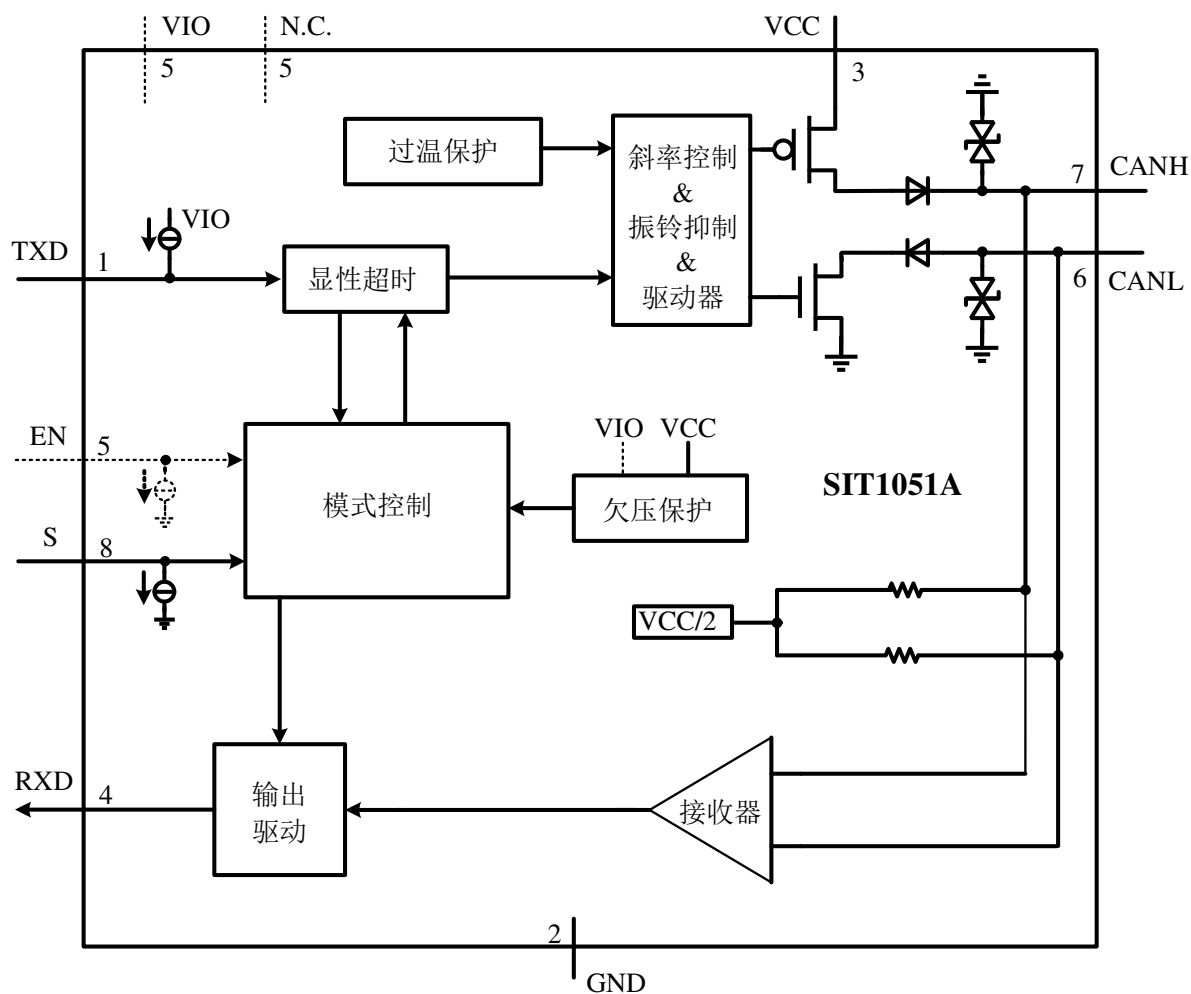 VIO
N.C.
VCC
5
5
3
过温保护
斜率控制
&
振铃抑制
&
驱动器
7
CANH
VIO
TXD
1
显性超时
6
CANL
EN
5
VIO
VCC
模式控制
欠压保护
SIT1051A
S
8
VCC/2
RXD
4
输出
驱动
接收器
2
GND